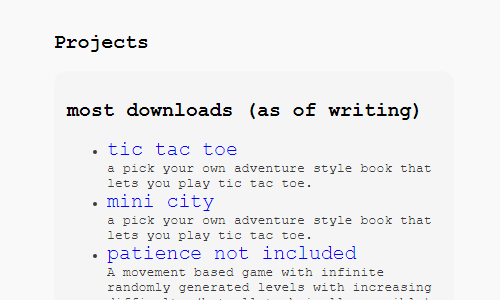 Projects
most downloads (as of writing)
tic tac toe
a pick your own adventure style book that
lets you play tic tac toe.
mini city
a pick your own adventure style book that
lets you play tic tac toe.
patience not included
A movement based game with infinite
randomly generated levels with increasing